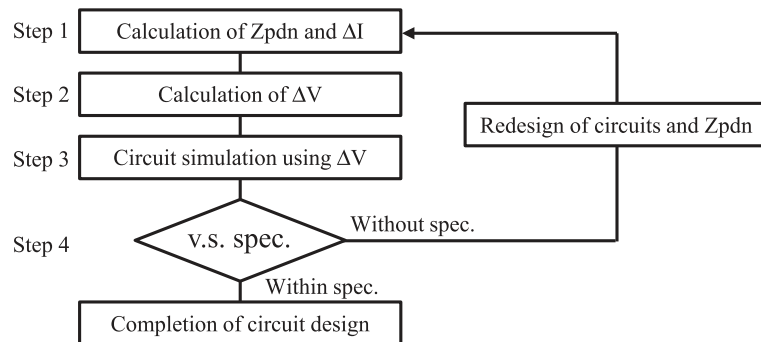 Step 1
Calculation of Zpdn and ΔI
Step 2
Calculation of ΔV
Redesign of circuits and Zpdn
Step 3
Circuit simulation using ΔV
Step 4
v.s. spec.
Without spec.
Within spec.
Completion of circuit design